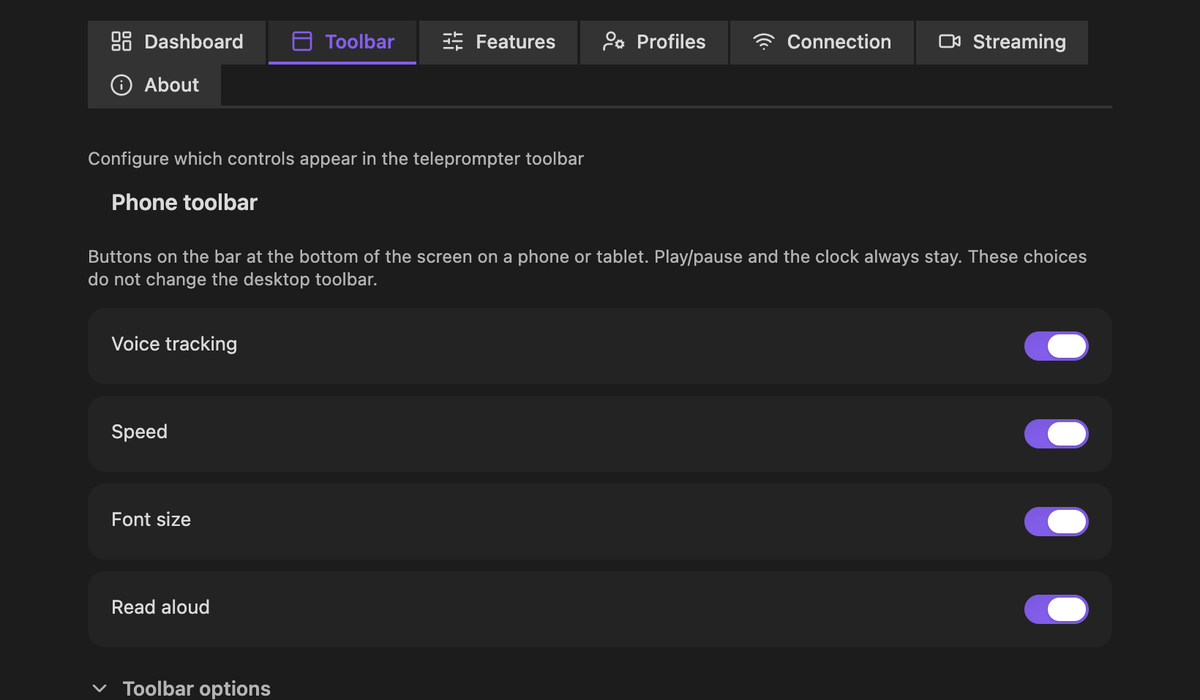 Dashboard
Toolbar
Features
Profiles
Connection
Streaming
About
Configure which controls appear in the teleprompter toolbar
Phone toolbar
Buttons on the bar at the bottom of the screen on a phone or tablet. Play/pause and the clock always stay. These choices
do not change the desktop toolbar.
Voice tracking
Speed
Font size
Read aloud
Toolbar options